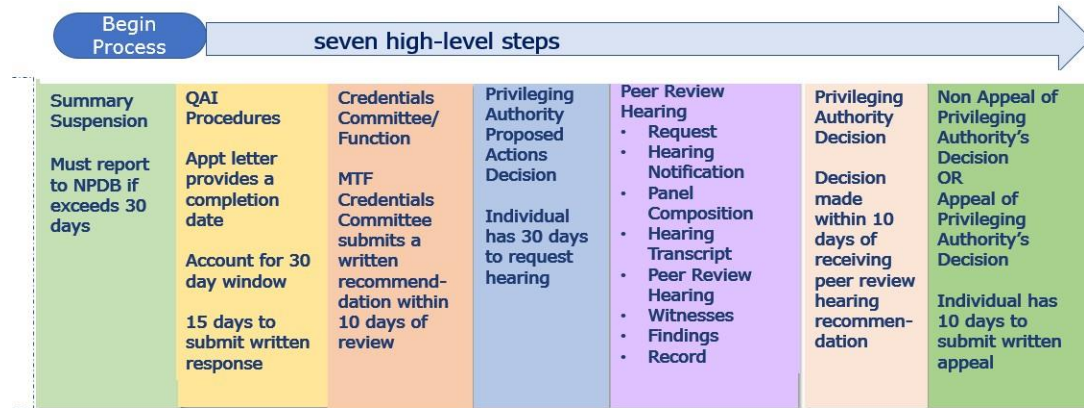 Begin
Process
seven high-level steps
Summary
Suspension
Must report
to NPDB if
exceeds 30
days
QAI
Procedures
Appt letter
provides a
completion
date
Account for 30
day window
15 days to
submit written
response
Credentials
Committee/
Function
MTF
Credentials
Committee
submits a
written
recommend-
dation within
10 days of
review
Privileging
Authority
Proposed
Actions
Decision
Individual
has 30 days
to request
hearing
Peer Review
Hearing
• Request
• Hearing
Notification
• Panel
Composition
• Hearing
Transcript
• Peer Review
Hearing
• Witnesses
• Findings
• Record
Privileging
Authority
Decision
Decision
made
within 10
days of
receiving
peer review
hearing
recommen-
dation
Non Appeal of
Privileging
Authority's
Decision
OR
Appeal of
Privileging
Authority's
Decision
Individual has
10 days to
submit written
appeal